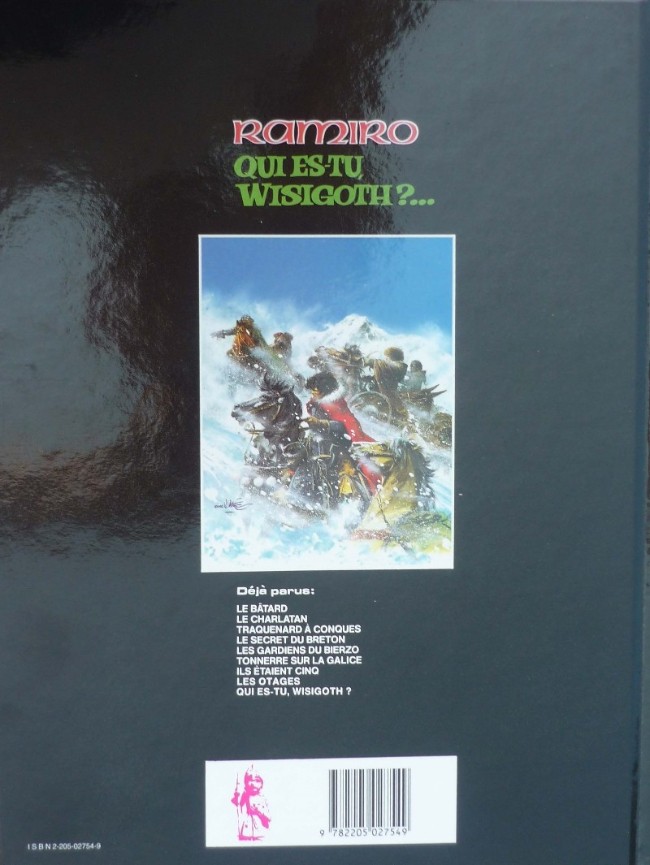 RAMIRO
QUI ES-TU,
WISIGOTH ?...
Déjà parus:
LE BÂTARD
LE CHARLATAN
TRAQUENARD À CONQUES
LE SECRET DU BRETON
LES GARDIENS DU BIERZO
TONNERRE SUR LA GALICE
ILS ÉTAIENT CINQ
LES OTAGES
QUI ES-TU, WISIGOTH ?
9 782205 027549
ISBN 2-205-02754-9